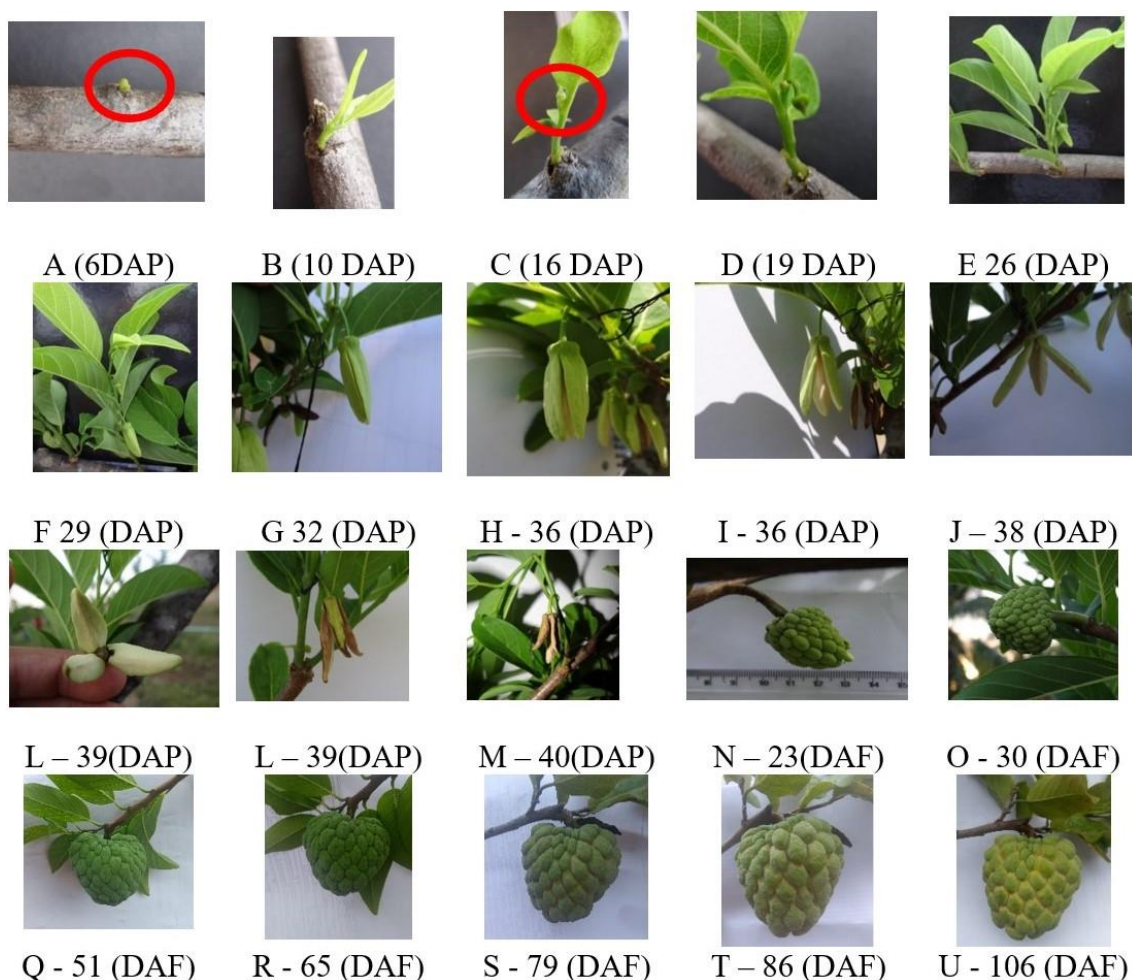 A (6DAP) B (10 DAP) C (16 DAP) D (19 DAP) E 26 (DAP)
F 29 (DAP) G 32 (DAP) H - 36 (DAP) I - 36 (DAP) J – 38 (DAP)
L – 39(DAP) L – 39(DAP) M – 40(DAP) N – 23(DAF) O - 30 (DAF)
Q - 51 (DAF) R - 65 (DAF) S - 79 (DAF) T – 86 (DAF) U - 106 (DAF)